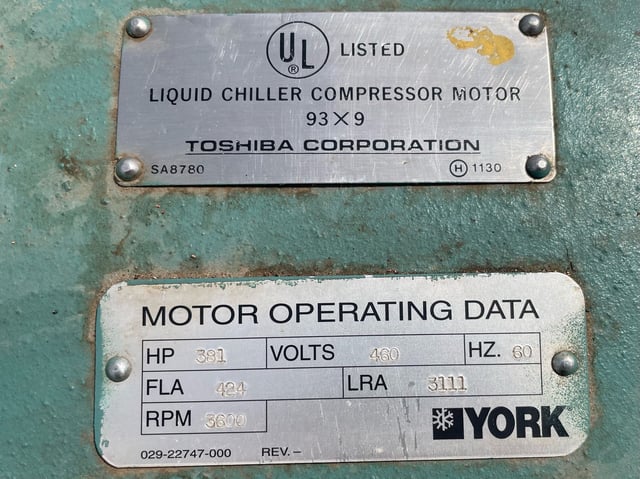 UL
®
LISTED
LIQUID CHILLER COMPRESSOR MOTOR
93×9
TOSHIBA CORPORATION
SA8780 Ⓗ 1130
MOTOR OPERATING DATA
HP 381 VOLTS 460 HZ. 60
FLA 424 LRA 3111
RPM 3600
YORK
029-22747-000 REV. –